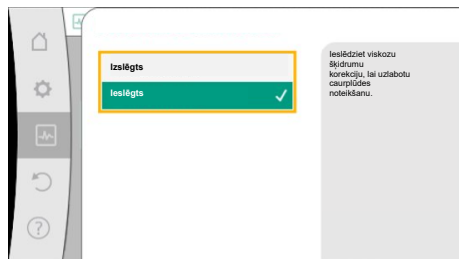 Izslēgts
Ieslēgts
Ieslēdziet viskozu
šķidrumu
korekciju, lai uzlabotu
caurplūdes
noteikšanu.